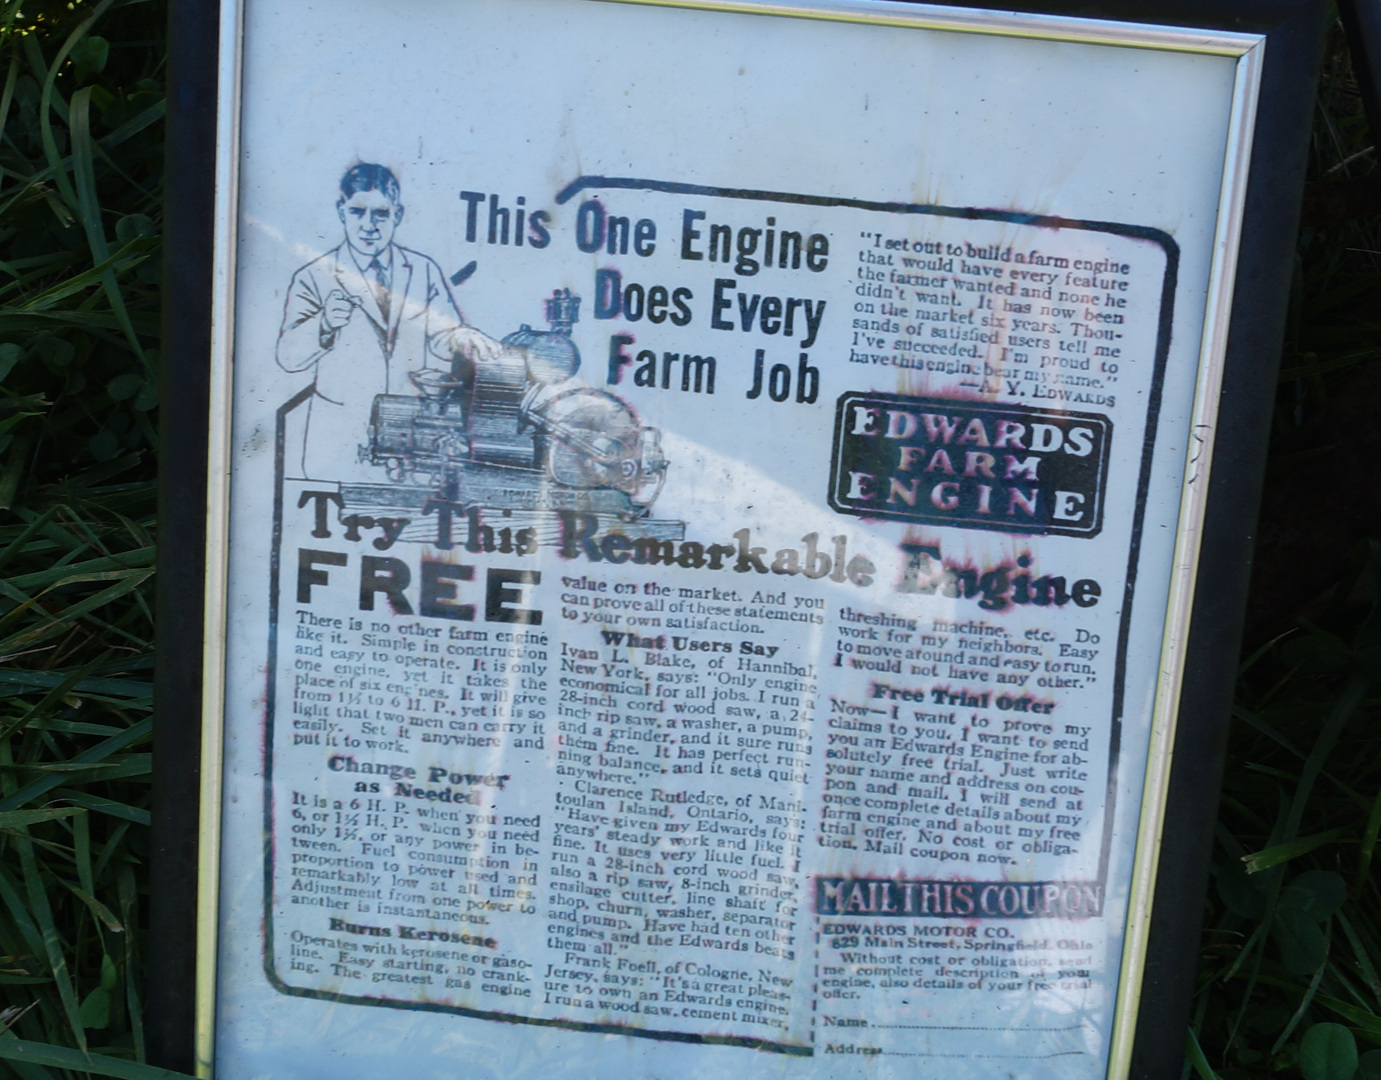 This One Engine
Does Every
Farm Job
"I set out to build a farm engine
that would have every feature
the farmer wanted and none he
didn't want. It has now been
on the market six years. Thou-
sands of satisfied users tell me
I've succeeded. I'm proud to
have this engine bear my name."
—A. Y. EDWARDS
EDWARDS
FARM
ENGINE
Try This Remarkable Engine
FREE
There is no other farm engine
like it. Simple in construction
and easy to operate. It is only
one engine, yet it takes the
place of six engines. It will give
from 1½ to 6 H. P., yet it is so
light that two men can carry it
easily. Set it anywhere and
put it to work.
Change Power
as Needed
It is a 6 H. P. when you need
6, or 1½ H. P. when you need
only 1½, or any power in be-
tween. Fuel consumption in
proportion to power used and
remarkably low at all times.
Adjustment from one power to
another is instantaneous.
Burns Kerosene
Operates with kerosene or gaso-
line. Easy starting, no crank-
ing. The greatest gas engine
value on the market. And you
can prove all of these statements
to your own satisfaction.
What Users Say
Ivan L. Blake, of Hannibal,
New York, says: "Only engine
economical for all jobs. I run a
28-inch cord wood saw, a 24-
inch rip saw, a washer, a pump,
and a grinder, and it sure runs
them fine. It has perfect run-
ning balance, and it sets quiet
anywhere."
Clarence Rutledge, of Mani-
toulan Island, Ontario, says:
"Have given my Edwards four
years' steady work and like it
fine. It uses very little fuel. I
run a 28-inch cord wood saw,
also a rip saw, 8-inch grinder,
ensilage cutter, line shaft for
shop, churn, washer, separator
and pump. Have had ten other
engines and the Edwards beats
them all."
Frank Foell, of Cologne, New
Jersey, says: "It's a great pleas-
ure to own an Edwards engine.
I run a wood saw, cement mixer,
threshing machine, etc. Do
work for my neighbors. Easy
to move around and easy to run.
I would not have any other."
Free Trial Offer
Now—I want to prove my
claims to you. I want to send
you an Edwards Engine for ab-
solutely free trial. Just write
your name and address on cou-
pon and mail. I will send at
once complete details about my
farm engine and about my free
trial offer. No cost or obliga-
tion. Mail coupon now.
MAIL THIS COUPON
EDWARDS MOTOR CO.
829 Main Street, Springfield, Ohio
Without cost or obligation, send
me complete description of your
engine, also details of your free trial
offer.
Name
Address